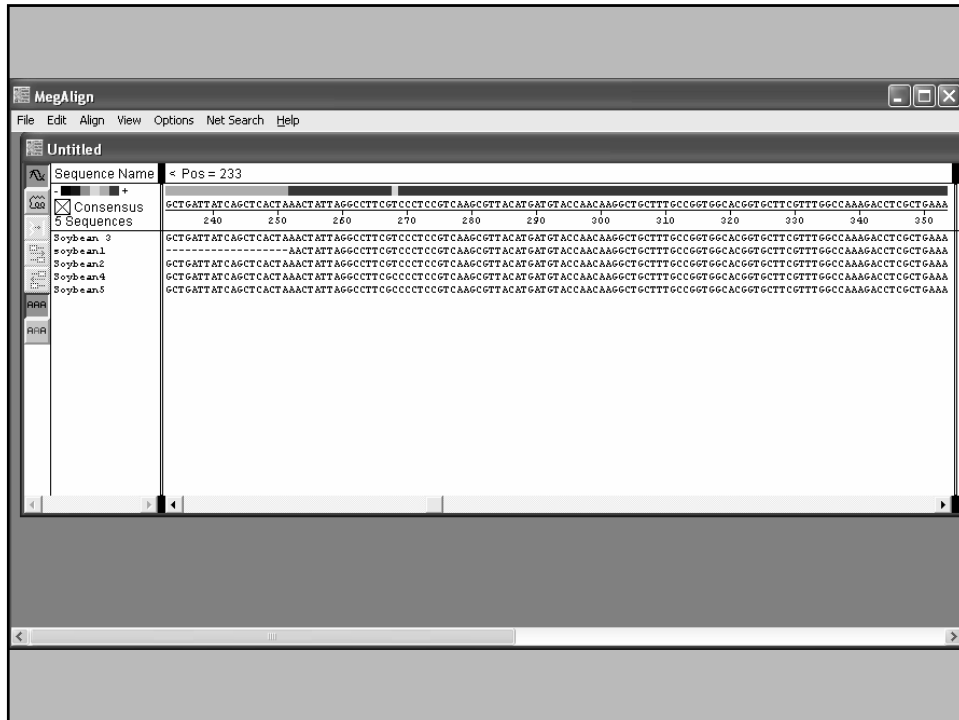 MegAlign
File Edit Align View Options Net Search Help
Untitled
Sequence Name < Pos = 233
- +
Consensus GCTGATTATCAGCTCACTAAACTATTAGGCCTTCGTCCCTCCGTCAAGCGTTACATGATGTACCAACAAGGCTGCTTTGCCGGTGGCACGGTGCTTCGTTTGGCCAAAGACCTCGCTGAAA
5 Sequences 240 250 260 270 280 290 300 310 320 330 340 350
Soybean 3 GCTGATTATCAGCTCACTAAACTATTAGGCCTTCGTCCCTCCGTCAAGCGTTACATGATGTACCAACAAGGCTGCTTTGCCGGTGGCACGGTGCTTCGTTTGGCCAAAGACCTCGCTGAAA
Soybean1 -------------------AACTATTAGGCCTTCGTCCCTCCGTCAAGCGTTACATGATGTACCAACAAGGCTGCTTTGCCGGTGGCACGGTGCTTCGTTTGGCCAAAGACCTCGCTGAAA
Soybean2 GCTGATTATCAGCTCACTAAACTATTAGGCCTTCGTCCCTCCGTCAAGCGTTACATGATGTACCAACAAGGCTGCTTTGCCGGTGGCACGGTGCTTCGTTTGGCCAAAGACCTCGCTGAAA
Soybean4 GCTGATTATCAGCTCACTAAACTATTAGGCCTTCGCCCCTCCGTCAAGCGTTACATGATGTACCAACAAGGCTGCTTTGCCGGTGGCACGGTGCTTCGTTTGGCCAAAGACCTCGCTGAAA
Soybean5 GCTGATTATCAGCTCACTAAACTATTAGGCCTTCGCCCCTCCGTCAAGCGTTACATGATGTACCAACAAGGCTGCTTTGCCGGTGGCACGGTGCTTCGTTTGGCCAAAGACCTCGCTGAAA
AAA
AAA